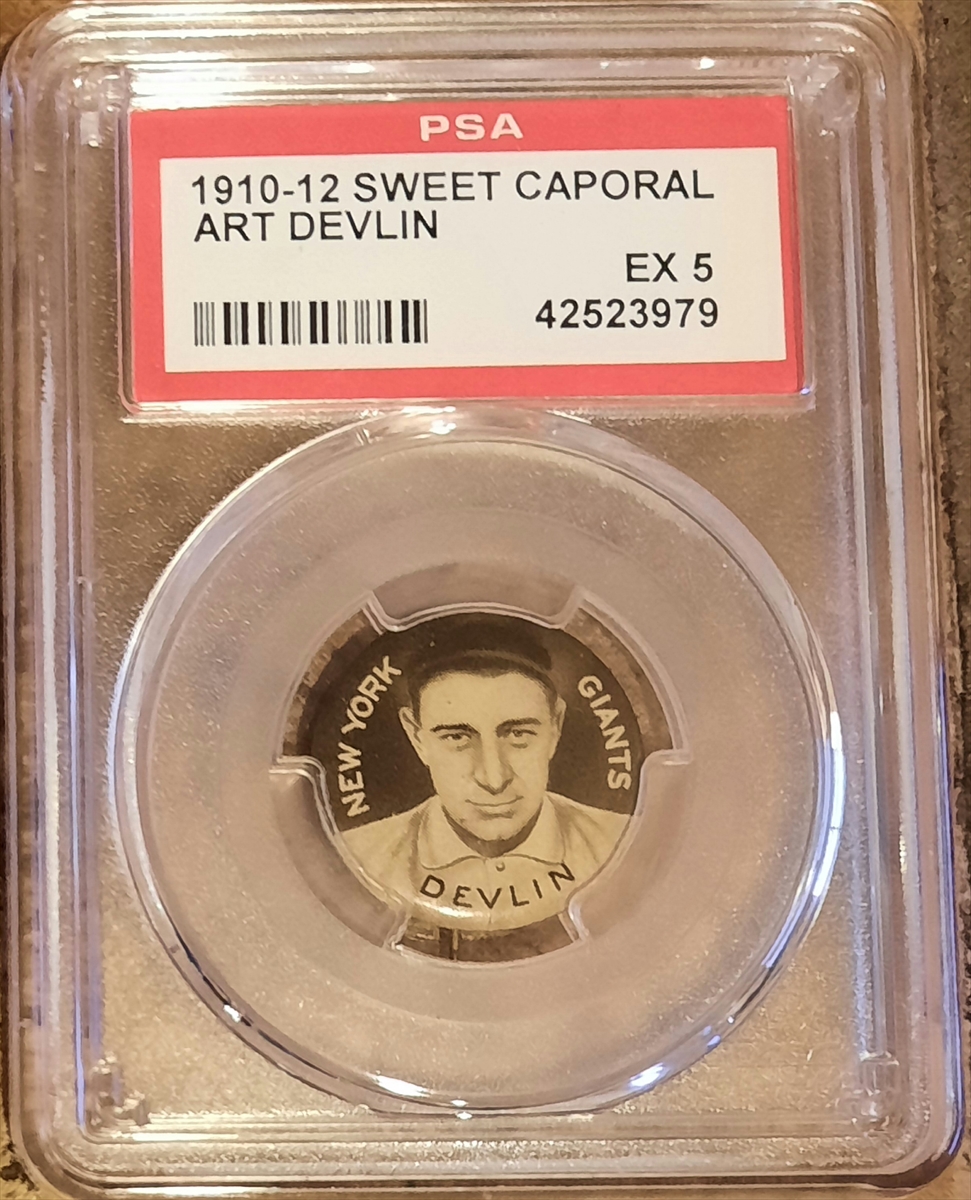 PSA
1910-12 SWEET CAPORAL
ART DEVLIN
EX 5
42523979
NEW YORK
GIANTS
DEVLIN